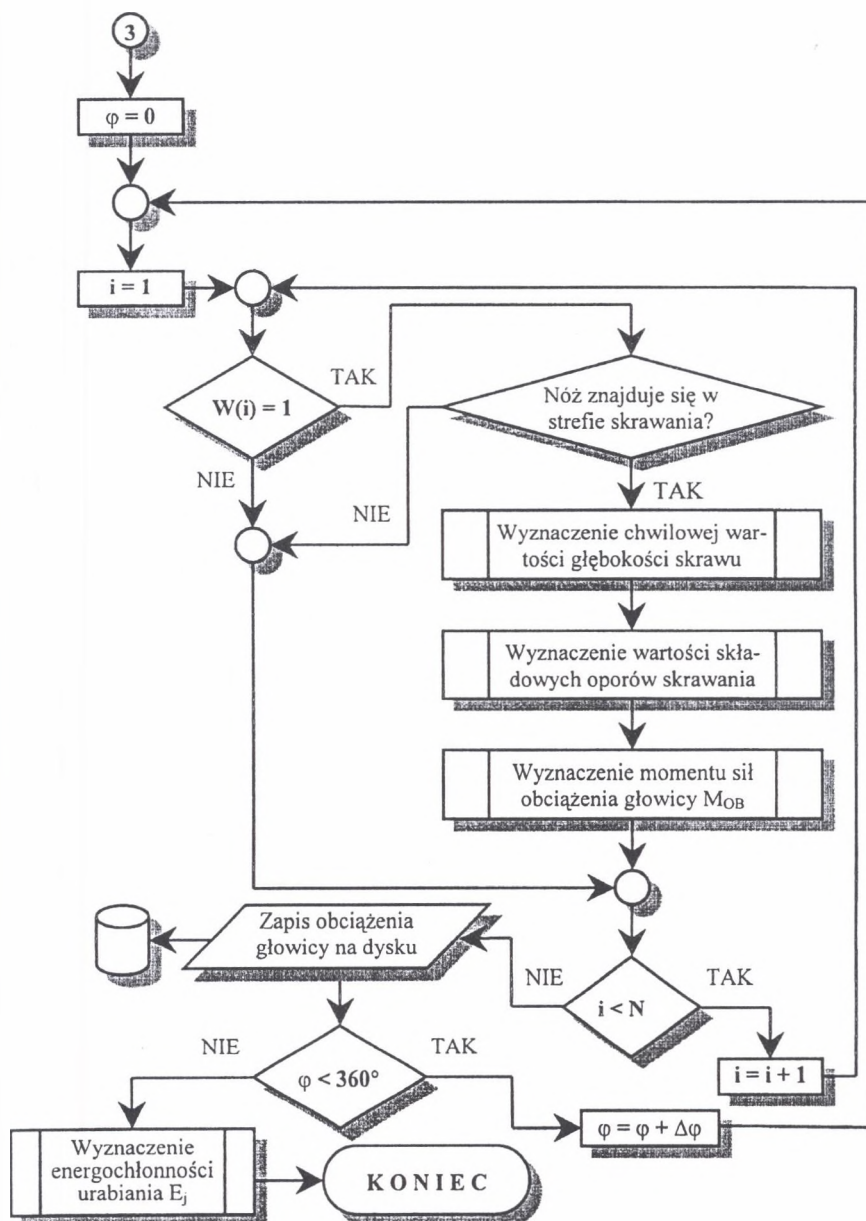 3
φ = 0
i = 1
TAK
W(i) = 1
Nóż znajduje się w
strefie skrawania?
NIE
NIE
TAK
Wyznaczenie chwilowej war-
tości głębokości skrawu
Wyznaczenie wartości skła-
dowych oporów skrawania
Wyznaczenie momentu sił
obciążenia głowicy MOB
Zapis obciążenia
głowicy na dysku
NIE
TAK
i < N
NIE
TAK
φ < 360°
i = i + 1
φ = φ + Δφ
Wyznaczenie
energochłonności
urabiania Ej
KONIEC